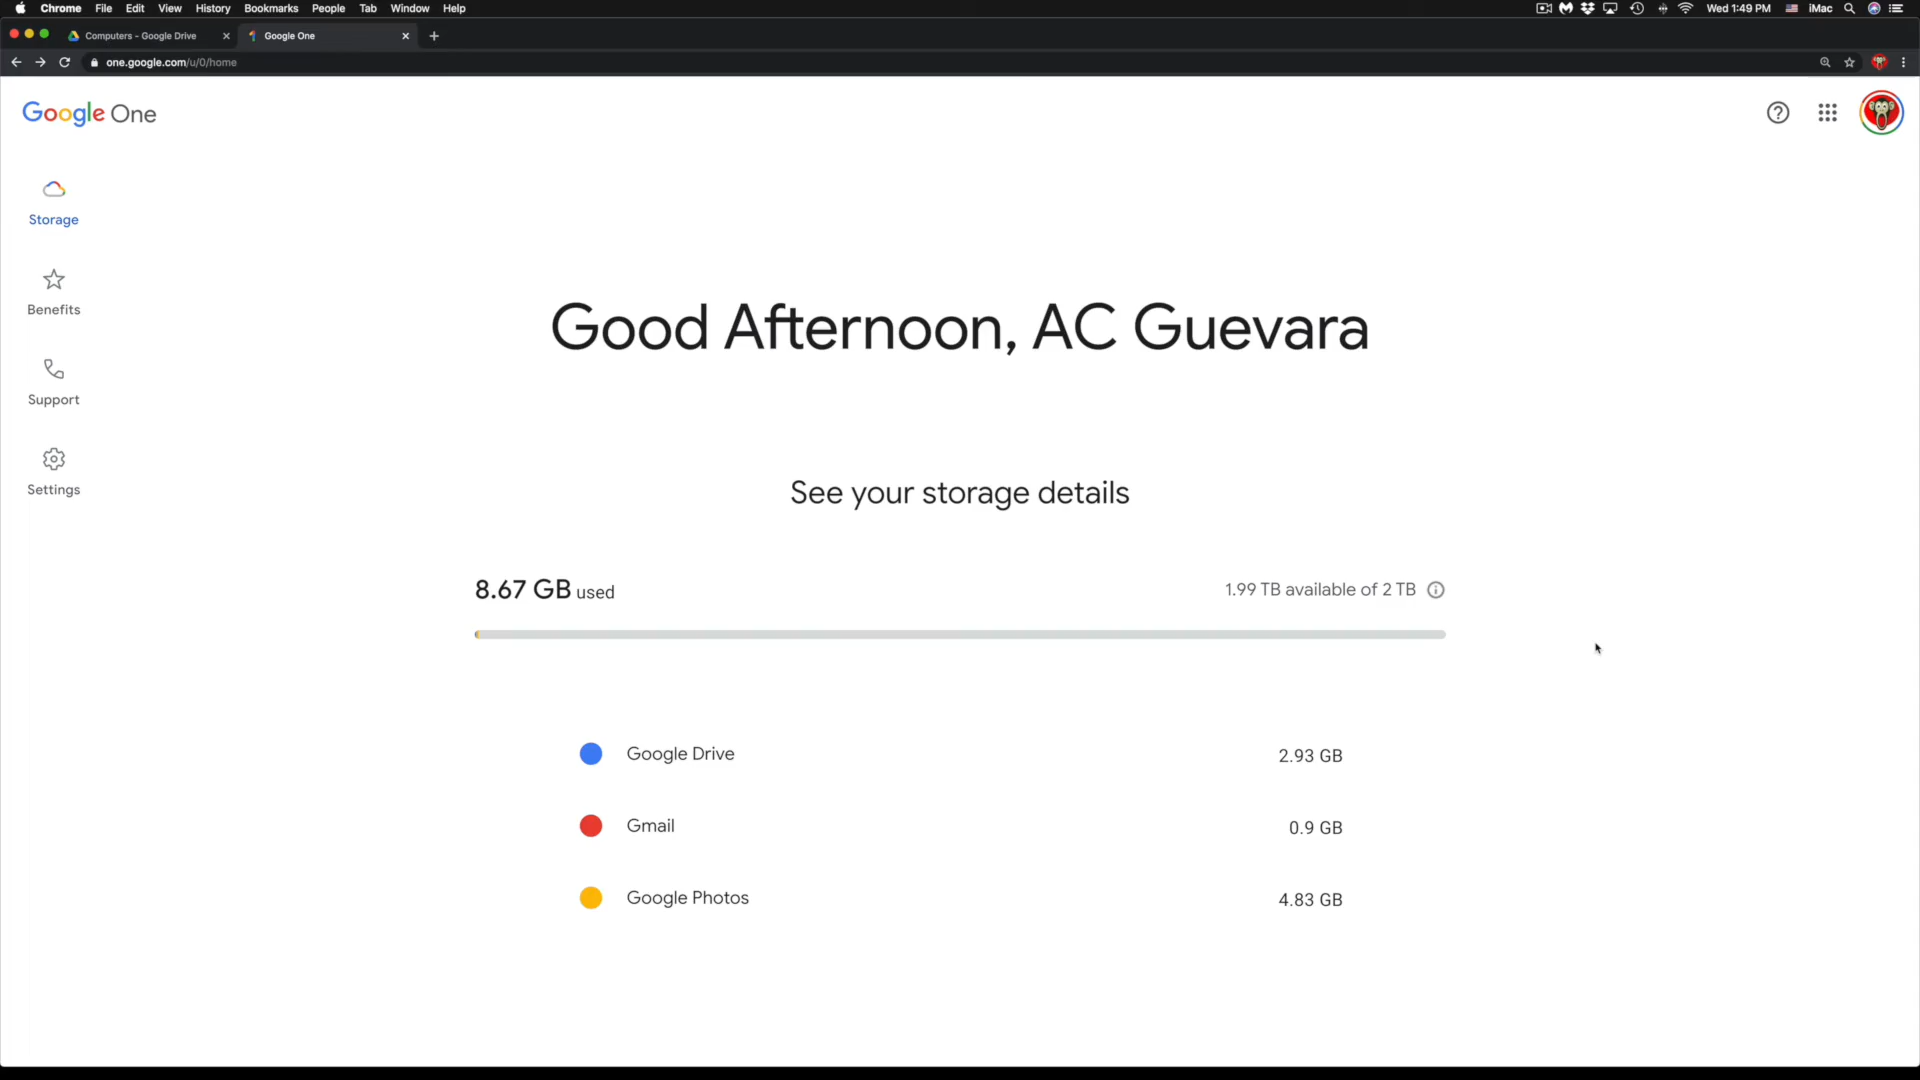 Chrome File Edit View History Bookmarks People Tab Window Help Wed 1:49 PM iMac
Computers - Google Drive Google One
one.google.com/u/0/home
Google One
Storage
Benefits
Support
Settings
Good Afternoon, AC Guevara
See your storage details
8.67 GB used 1.99 TB available of 2 TB
Google Drive 2.93 GB
Gmail 0.9 GB
Google Photos 4.83 GB